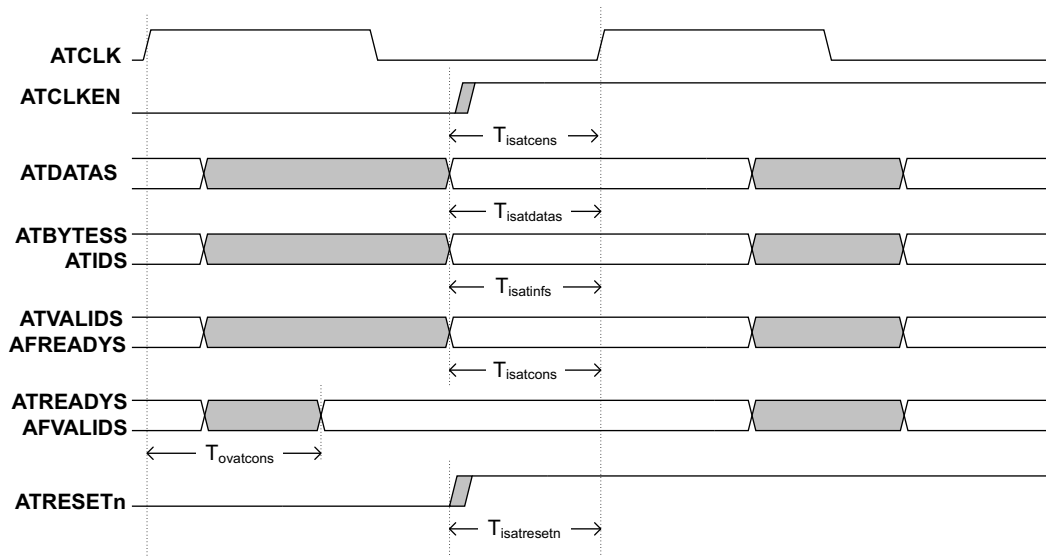 ATCLK
ATCLKEN
Tisatcens
ATDATAS
Tisatdatas
ATBYTESS
ATIDS
Tisatinfs
ATVALIDS
AFREADYS
Tisatcons
ATREADYS
AFVALIDS
Tovatcons
ATRESETn
Tisatresetn